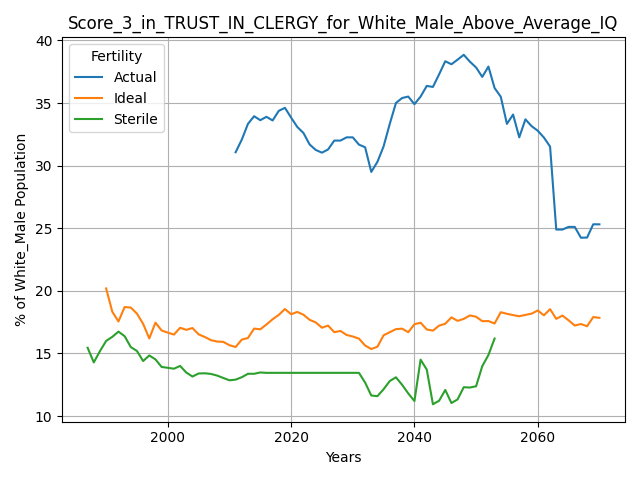 Score_3_in_TRUST_IN_CLERGY_for_White_Male_Above_Average_IQ
Fertility
Actual
Ideal
Sterile
% of White_Male Population
40
35
30
25
20
15
10
2000
2020
2040
2060
Years